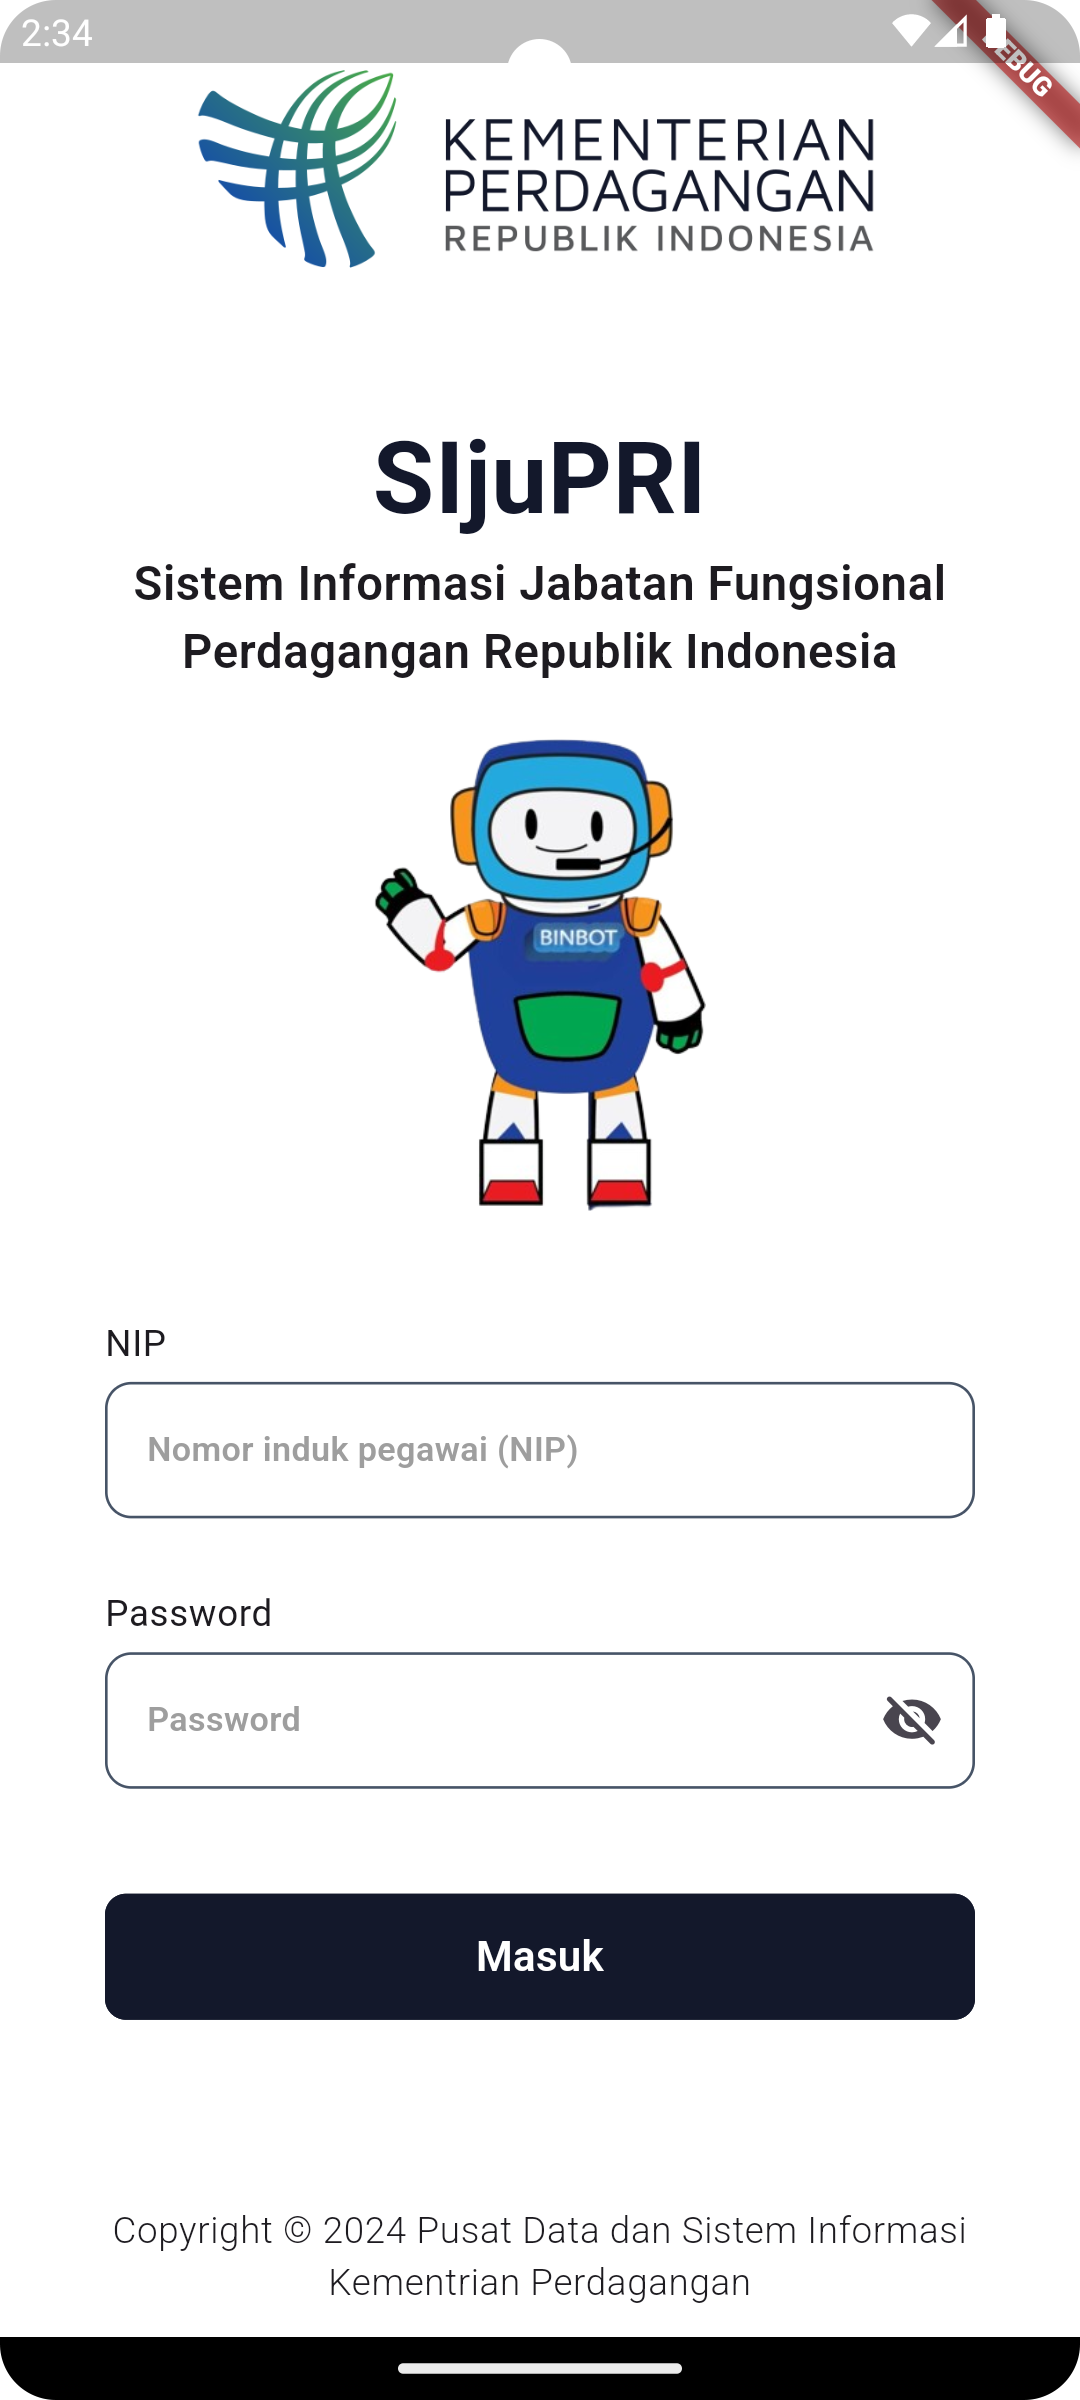 2:34
DEBUG
KEMENTERIAN
PERDAGANGAN
REPUBLIK INDONESIA
SIjuPRI
Sistem Informasi Jabatan Fungsional
Perdagangan Republik Indonesia
BINBOT
NIP
Nomor induk pegawai (NIP)
Password
Password
Masuk
Copyright © 2024 Pusat Data dan Sistem Informasi
Kementrian Perdagangan